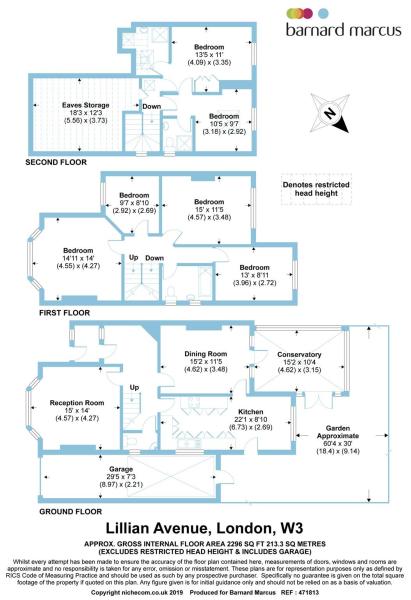 barnard marcus
Bedroom
13'5 x 11'
(4.09) x (3.35)
Eaves Storage
18'3 x 12'3
(5.56) x (3.73)
Down
Bedroom
10'5 x 9'7
(3.18) x (2.92)
N
SECOND FLOOR
Denotes restricted
head height
Bedroom
9'7 x 8'10
(2.92) x (2.69)
Bedroom
15' x 11'5
(4.57) x (3.48)
Bedroom
14'11 x 14'
(4.55) x (4.27)
Up
Down
Bedroom
13' x 8'11
(3.96) x (2.72)
FIRST FLOOR
Dining Room
15'2 x 11'5
(4.62) x (3.48)
Conservatory
15'2 x 10'4
(4.62) x (3.15)
Reception Room
15' x 14'
(4.57) x (4.27)
Up
Kitchen
22'1 x 8'10
(6.73) x (2.69)
Garden
Approximate
60'4 x 30'
(18.4) x (9.14)
Garage
29'5 x 7'3
(8.97) x (2.21)
GROUND FLOOR
Lillian Avenue, London, W3
APPROX. GROSS INTERNAL FLOOR AREA 2296 SQ FT 213.3 SQ METRES
(EXCLUDES RESTRICTED HEAD HEIGHT & INCLUDES GARAGE)
Whilst every attempt has been made to ensure the accuracy of the floor plan contained here, measurements of doors, windows and rooms are
approximate and no responsibility is taken for any error, omission or misstatement. These plans are for representation purposes only as defined by
RICS Code of Measuring Practice and should be used as such by any prospective purchaser. Specifically no guarantee is given on the total square
footage of the property if quoted on this plan. Any figure given is for initial guidance only and should not be relied on as a basis of valuation.
Copyright nichecom.co.uk 2019 Produced for Barnard Marcus REF : 471813